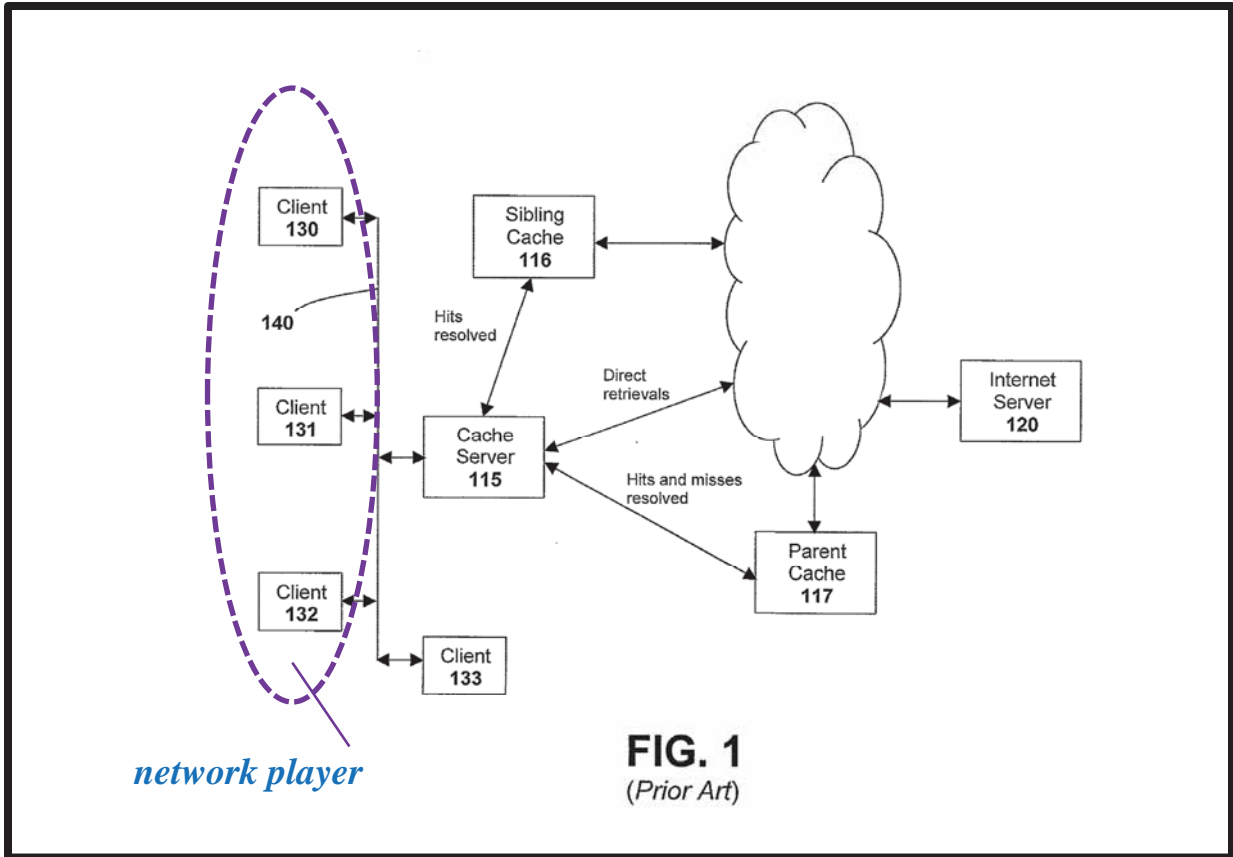 Client
130
140
Client
131
Client
132
Client
133
Sibling
Cache
116
Hits
resolved
Cache
Server
115
Direct
retrievals
Hits and misses
resolved
Parent
Cache
117
Internet
Server
120
network player
FIG. 1
(Prior Art)